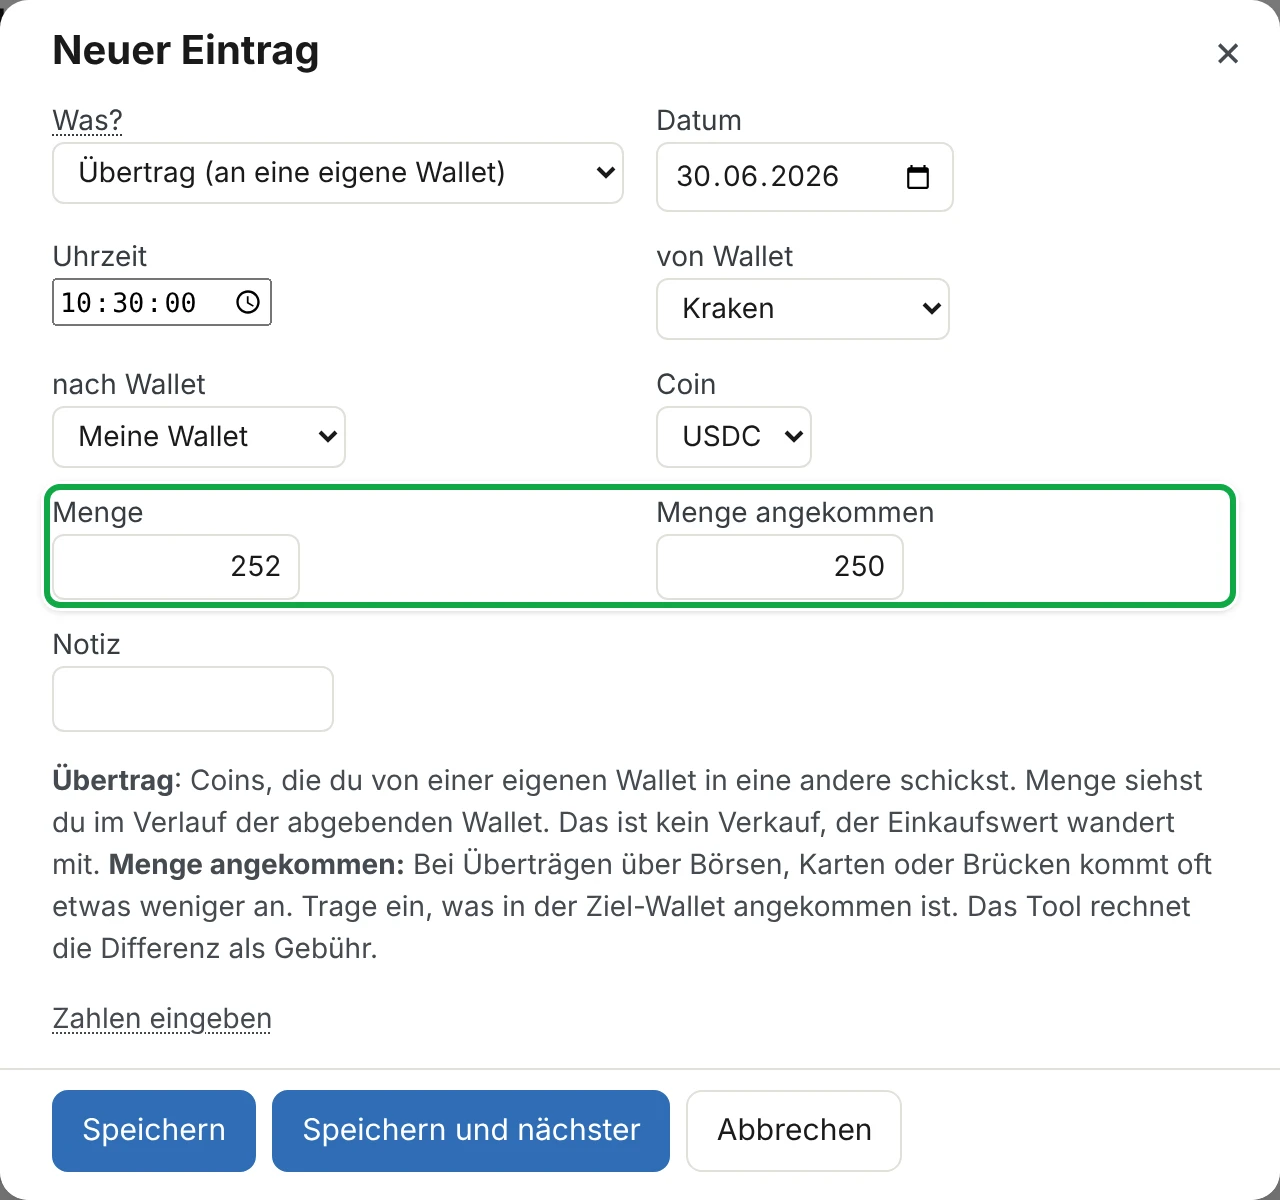 Neuer Eintrag
Was?
Übertrag (an eine eigene Wallet)
Datum
30.06.2026
Uhrzeit
10:30:00
von Wallet
Kraken
nach Wallet
Meine Wallet
Coin
USDC
Menge
252
Menge angekommen
250
Notiz
Übertrag: Coins, die du von einer eigenen Wallet in eine andere schickst. Menge siehst
du im Verlauf der abgebenden Wallet. Das ist kein Verkauf, der Einkaufswert wandert
mit. Menge angekommen: Bei Überträgen über Börsen, Karten oder Brücken kommt oft
etwas weniger an. Trage ein, was in der Ziel-Wallet angekommen ist. Das Tool rechnet
die Differenz als Gebühr.
Zahlen eingeben
Speichern
Speichern und nächster
Abbrechen